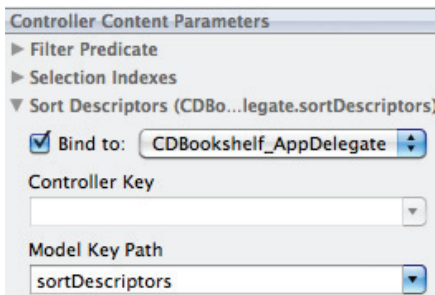 Controller Content Parameters
Filter Predicate
Selection Indexes
Sort Descriptors (CDBo...legate.sortDescriptors)
Bind to: CDBookshelf_AppDelegate
Controller Key
Model Key Path
sortDescriptors